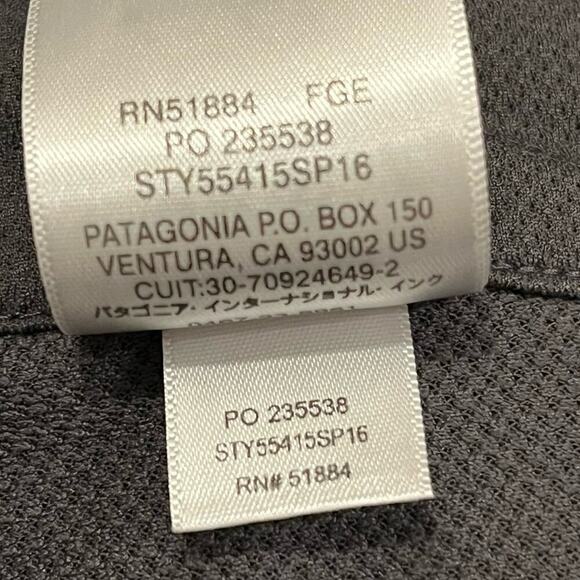 RN51884 FGE
PO 235538
STY55415SP16
PATAGONIA P.O. BOX 150
VENTURA, CA 93002 US
CUIT:30-70924649-2
パタゴニア・インターナショナル・インク
PO 235538
STY55415SP16
RN# 51884